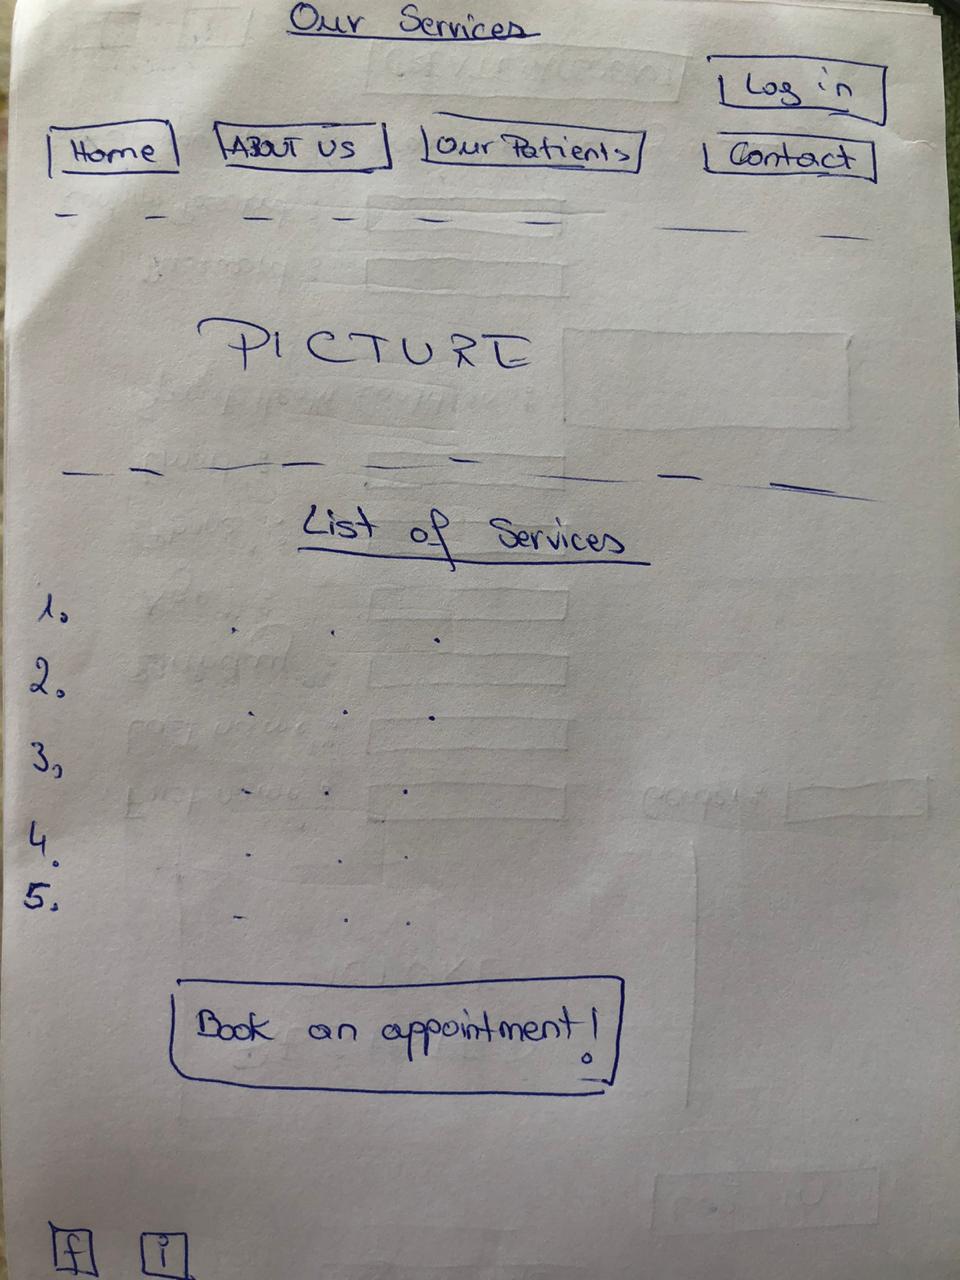 Our Services
Log in
Home ABOUT US Our Patients Contact
PICTURE
List of Services
1.
2.
3.
4.
5.
Book an appointment!
f i